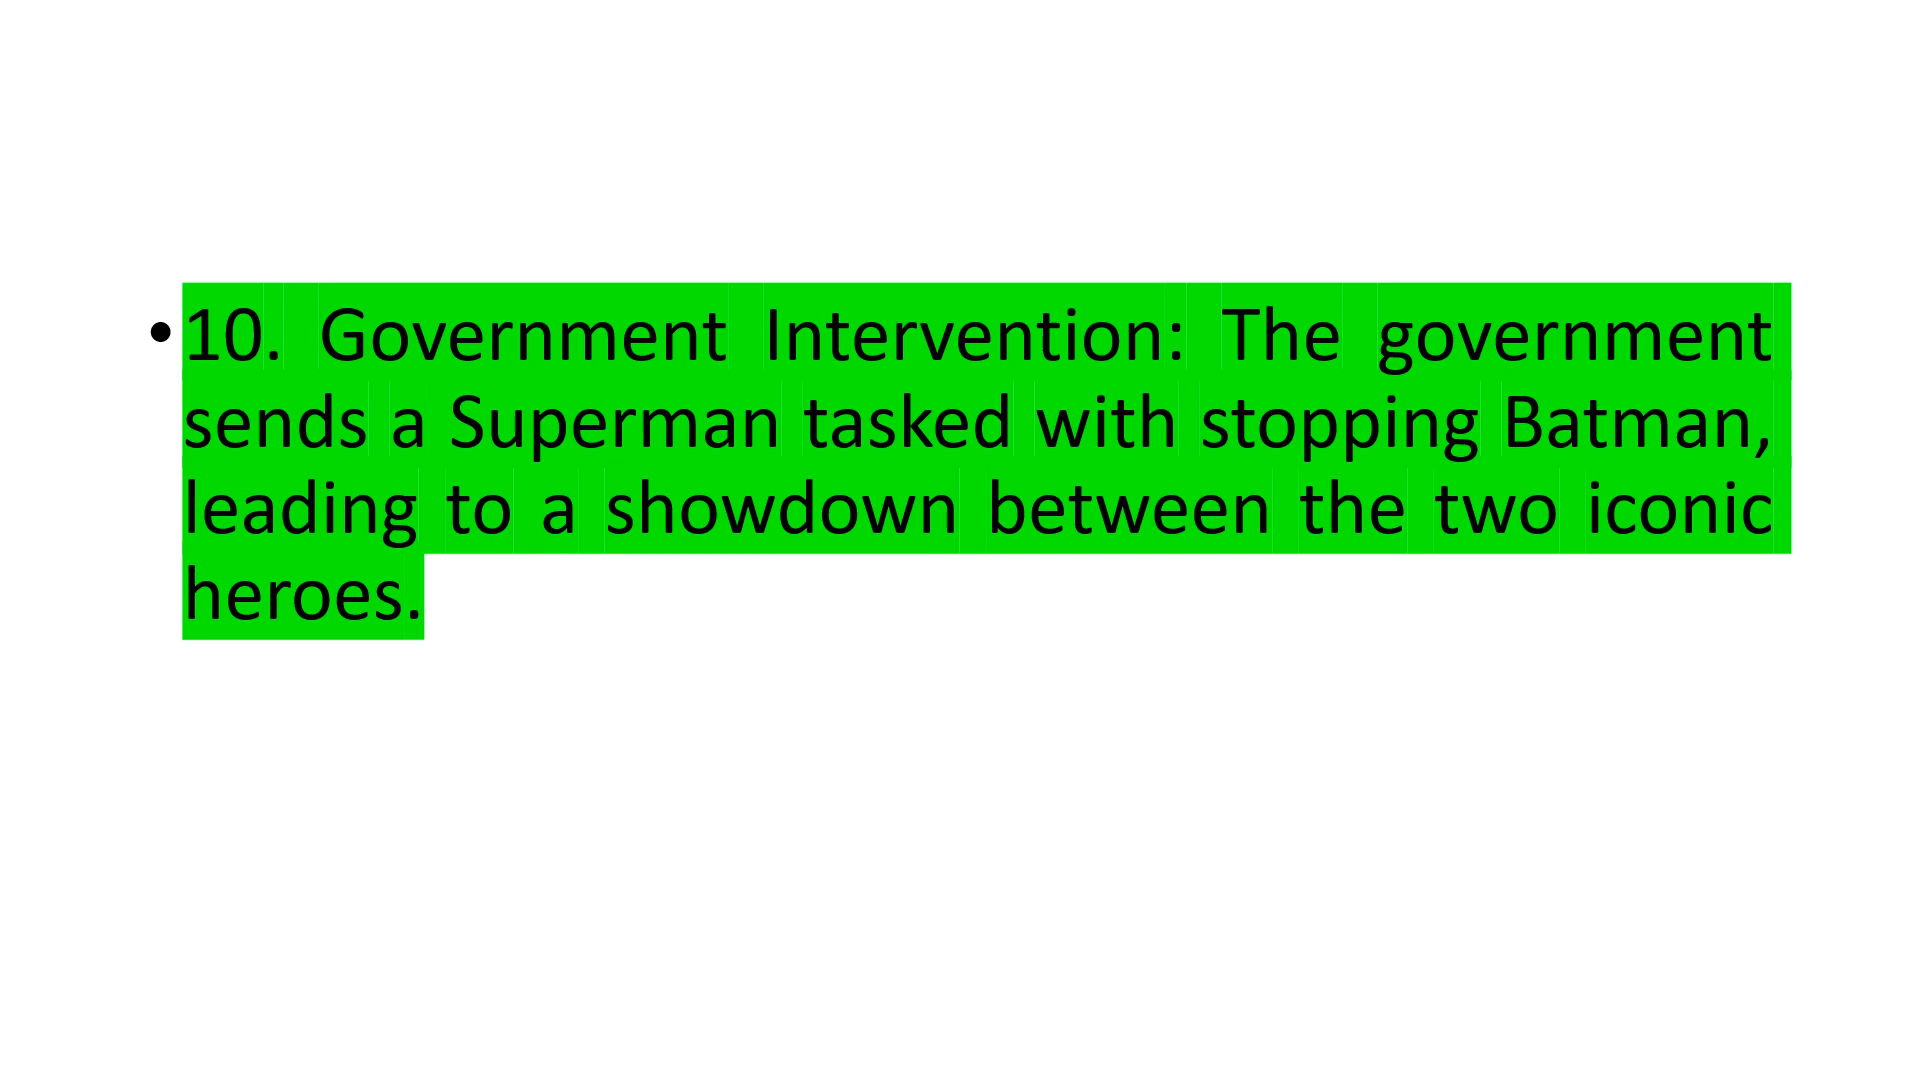 • 10. Government Intervention: The government
sends a Superman tasked with stopping Batman,
leading to a showdown between the two iconic
heroes.